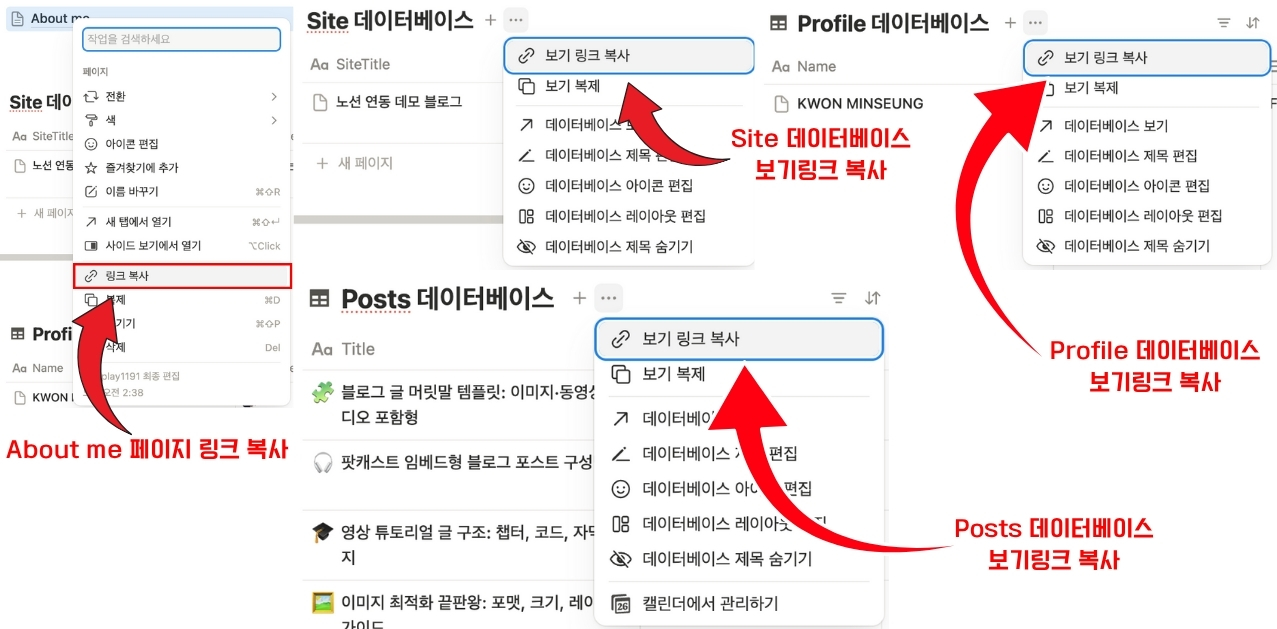 About me
작업을 검색하세요
페이지
전환
색
아이콘 편집
즐겨찾기에 추가
이름 바꾸기 ⌘⇧R
새 탭에서 열기 ⌘⇧↩
사이드 보기에서 열기 ⌥Click
링크 복사
복제 ⌘D
기기 ⌘⇧P
삭제 Del
play1191 최종 편집
오전 2:38
Site 데이
Aa SiteTitle
노션 연동
+ 새 페이지
Profi
Aa Name
KWON
About me 페이지 링크 복사
Site 데이터베이스 + ···
Aa SiteTitle
노션 연동 데모 블로그
+ 새 페이지
보기 링크 복사
보기 복제
데이터베이스
데이터베이스 제목 편
데이터베이스 아이콘 편집
데이터베이스 레이아웃 편집
데이터베이스 제목 숨기기
Site 데이터베이스
보기링크 복사
Profile 데이터베이스 + ···
Aa Name
KWON MINSEUNG
보기 링크 복사
보기 복제
데이터베이스 보기
데이터베이스 제목 편집
데이터베이스 아이콘 편집
데이터베이스 레이아웃 편집
데이터베이스 제목 숨기기
Profile 데이터베이스
보기링크 복사
Posts 데이터베이스 + ···
Aa Title
블로그 글 머릿말 템플릿: 이미지·동영상
디오 포함형
팟캐스트 임베드형 블로그 포스트 구성
영상 튜토리얼 글 구조: 챕터, 코드, 자막
지
이미지 최적화 끝판왕: 포맷, 크기, 레이
가이드
보기 링크 복사
보기 복제
데이터베이
데이터베이스 편집
데이터베이스 아이 편집
데이터베이스 레이아웃
데이터베이스 제목 숨기기
26 캘린더에서 관리하기
Posts 데이터베이스
보기링크 복사